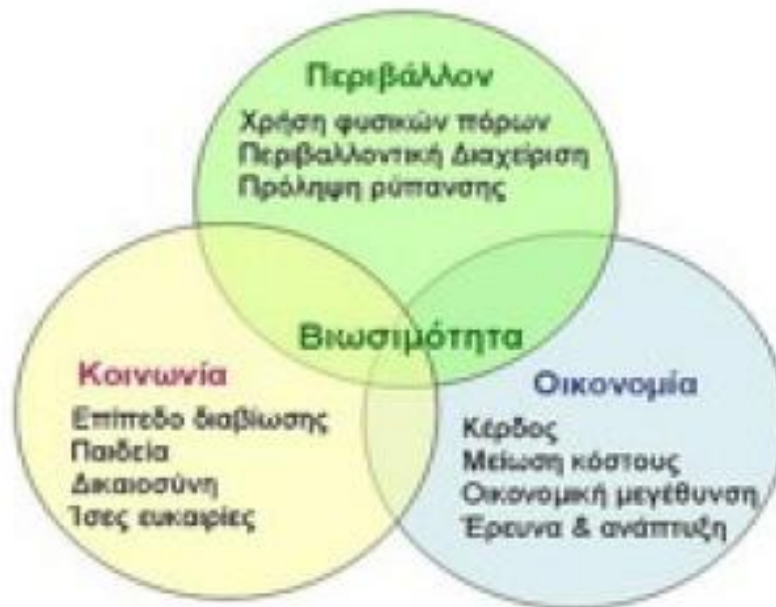 Περιβάλλον
Χρήση φυσικών πόρων
Περιβαλλοντική Διαχείριση
Πρόληψη ρύπανσης
Βιωσιμότητα
Κοινωνία
Επίπεδο διαβίωσης
Παιδεία
Δικαιοσύνη
Ίσες ευκαιρίες
Οικονομία
Κέρδος
Μείωση κόστους
Οικονομική μεγέθυνση
Έρευνα & ανάπτυξη